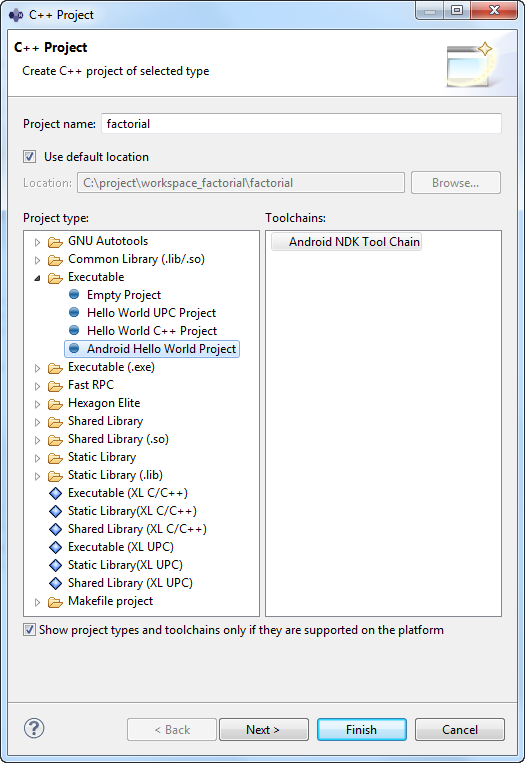 C++ Project
C++ Project
Create C++ project of selected type
Project name: factorial
Use default location
Location: C:\project\workspace_factorial\factorial Browse...
Project type:
GNU Autotools
Common Library (.lib/.so)
Executable
Empty Project
Hello World UPC Project
Hello World C++ Project
Android Hello World Project
Executable (.exe)
Fast RPC
Hexagon Elite
Shared Library
Shared Library (.so)
Static Library
Static Library (.lib)
Executable (XL C/C++)
Static Library(XL C/C++)
Shared Library (XL C/C++)
Executable (XL UPC)
Static Library(XL UPC)
Shared Library (XL UPC)
Makefile project
Toolchains:
Android NDK Tool Chain
Show project types and toolchains only if they are supported on the platform
? < Back Next > Finish Cancel